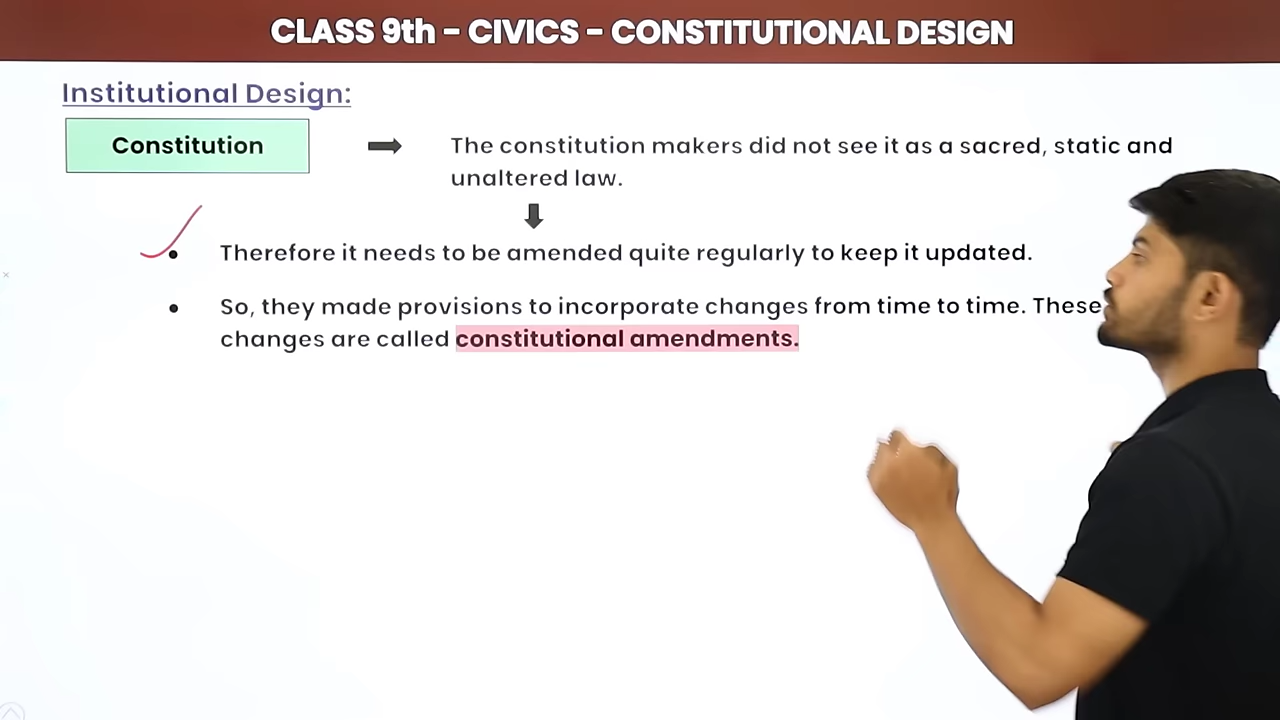 CLASS 9th - CIVICS - CONSTITUTIONAL DESIGN
Institutional Design:
Constitution
The constitution makers did not see it as a sacred, static and
unaltered law.
Therefore it needs to be amended quite regularly to keep it updated.
So, they made provisions to incorporate changes from time to time. These
changes are called constitutional amendments.